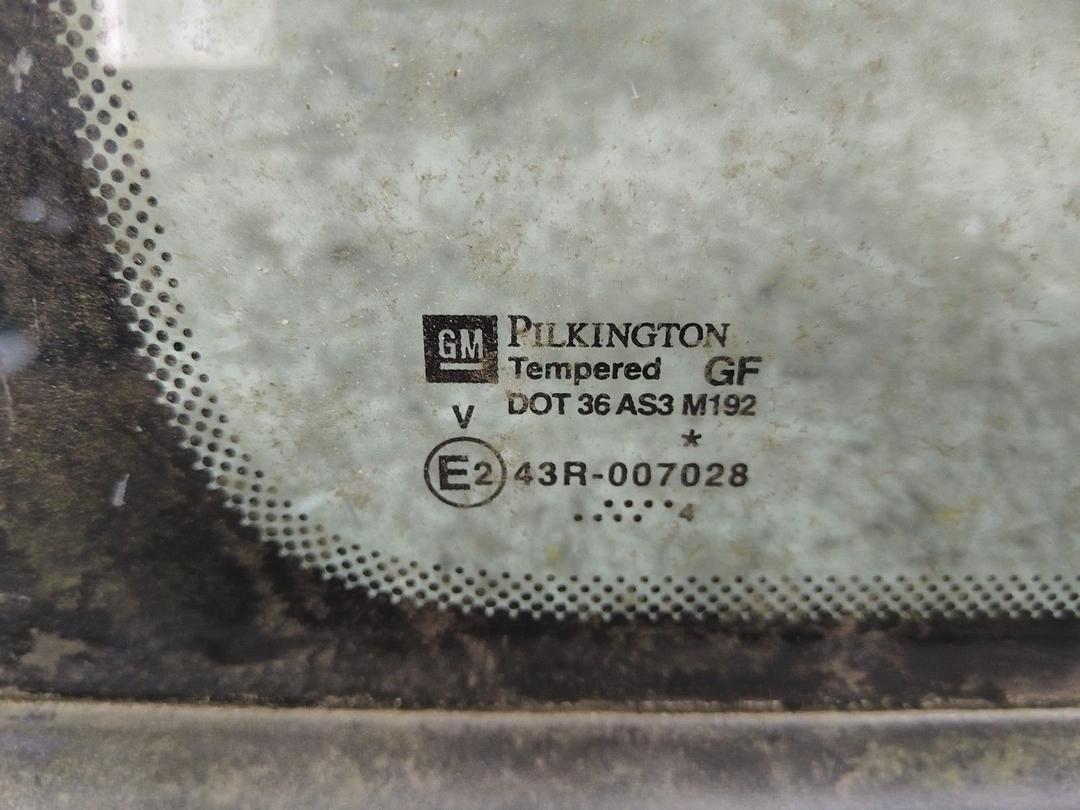 GM PILKINGTON
Tempered GF
DOT 36 AS3 M192
V
*
E2 43R-007028
.. ..... 4